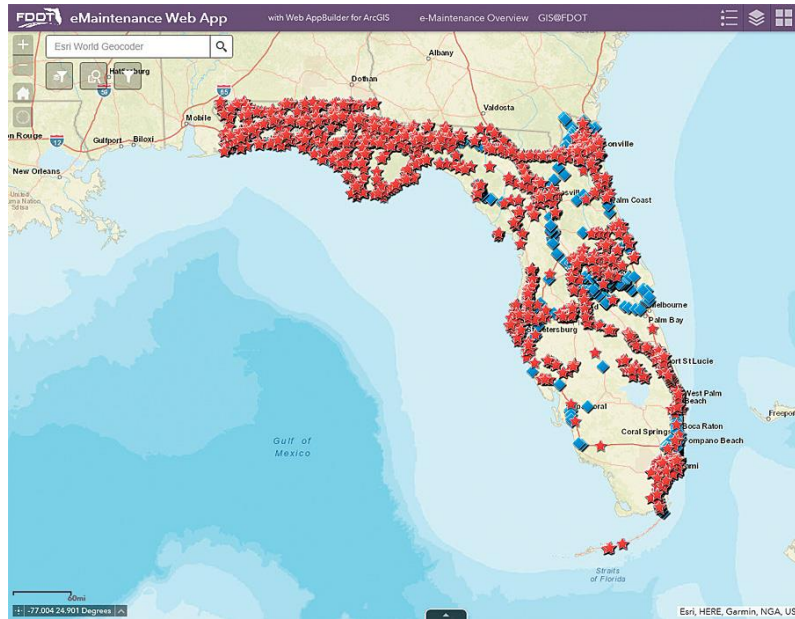 FDOT eMaintenance Web App with Web AppBuilder for ArcGIS e-Maintenance Overview GIS@FDOT
Esri World Geocoder
Albany
Dothan
Valdosta
Mobile
Gulfport Biloxi
New Orleans
Palm Coast
Palm Bay
West Palm
Beach
Boca Raton
Coral Springs
Pompano Beach
Gulf of
Mexico
Straits
of Florida
60mi
-77.004 24.901 Degrees
Esri, HERE, Garmin, NGA, US